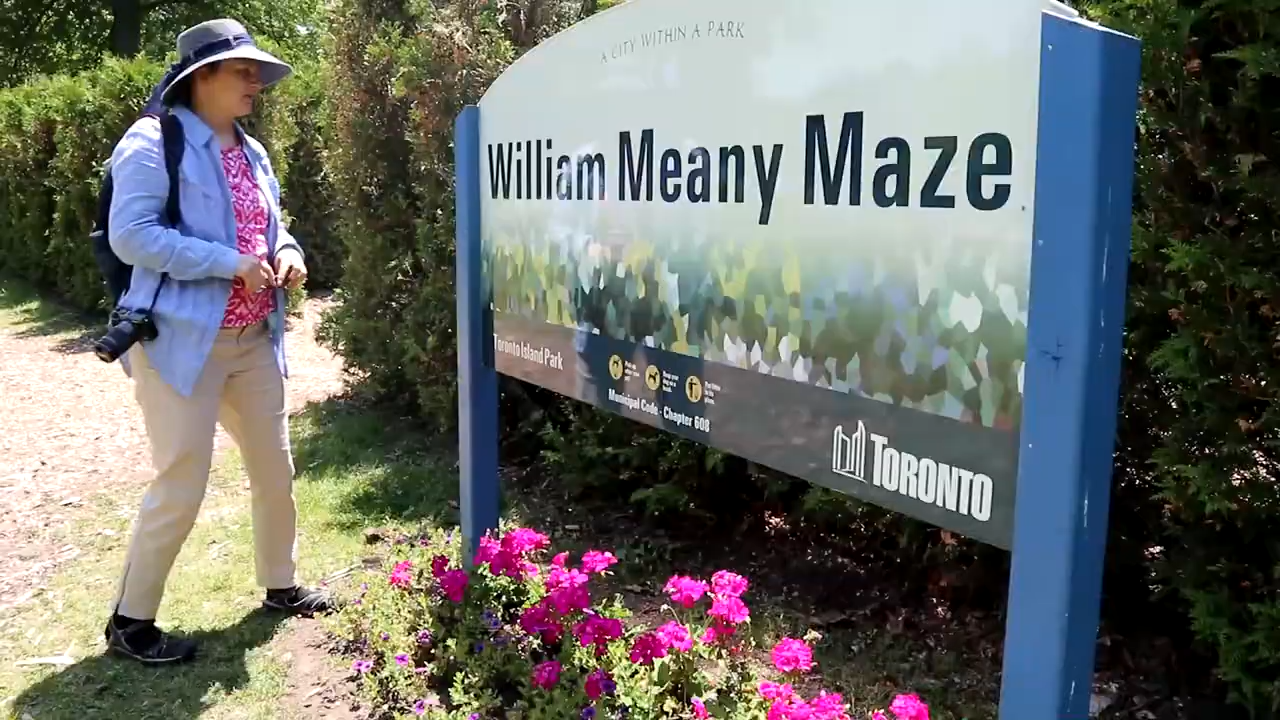 A CITY WITHIN A PARK
William Meany Maze
Toronto Island Park
Municipal Code - Chapter 608
TORONTO